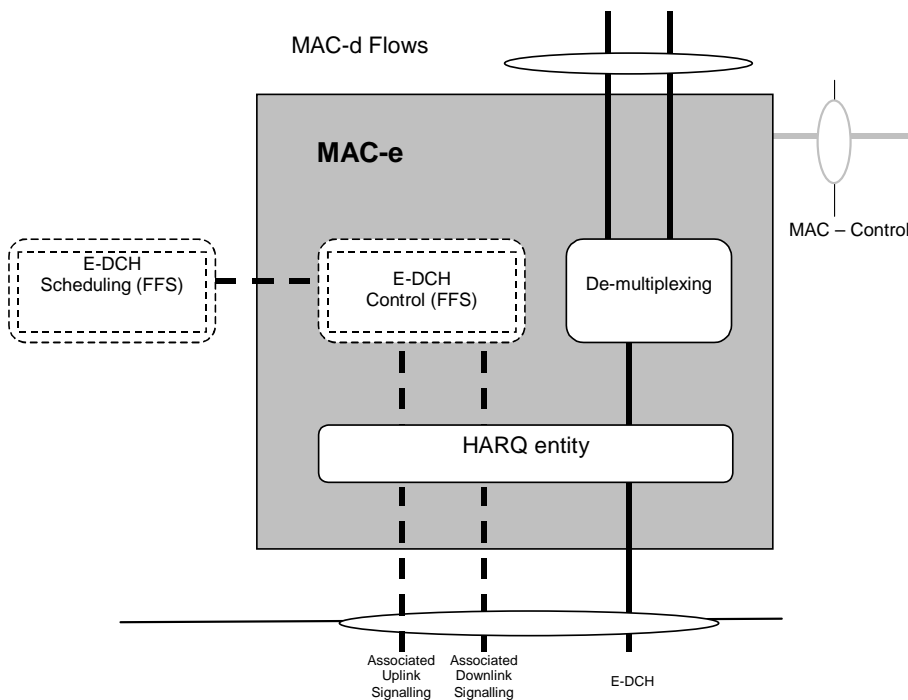 MAC-d Flows
MAC-e
MAC – Control
E-DCH
Scheduling (FFS)
E-DCH
Control (FFS)
De-multiplexing
HARQ entity
Associated
Uplink
Signalling
Associated
Downlink
Signalling
E-DCH